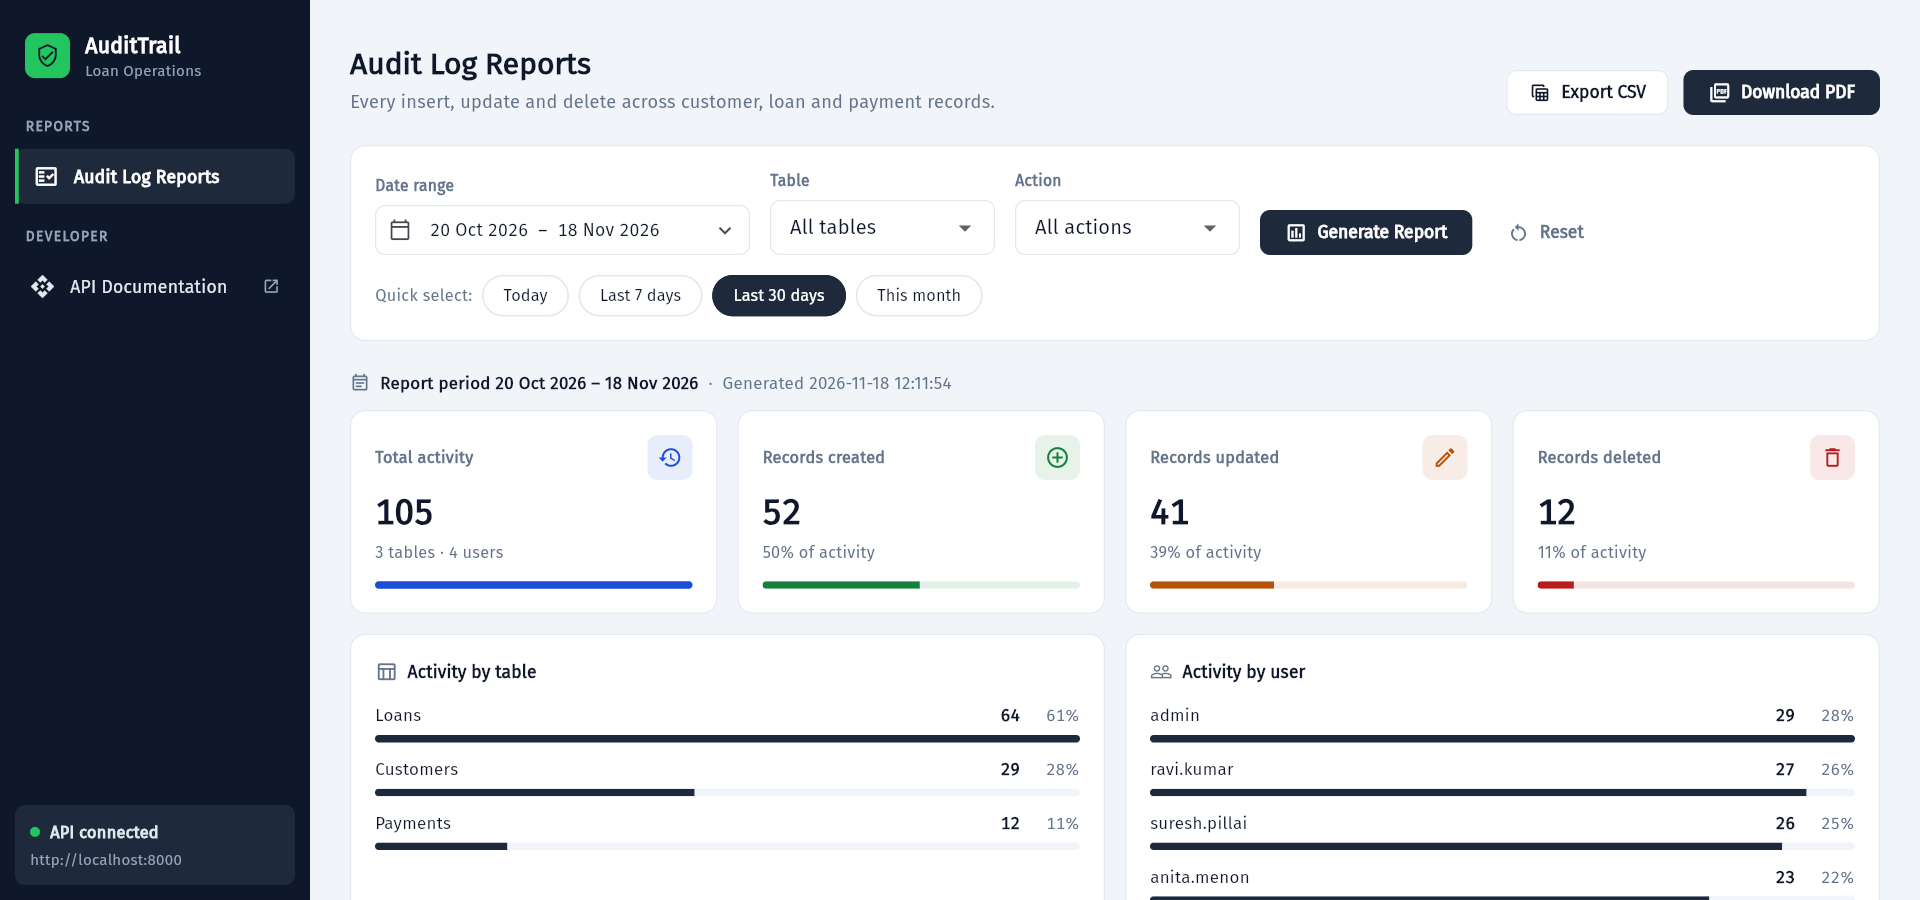 AuditTrail
Loan Operations
REPORTS
Audit Log Reports
DEVELOPER
API Documentation
API connected
http://localhost:8000
Audit Log Reports
Every insert, update and delete across customer, loan and payment records.
Export CSV
Download PDF
Date range
Table
Action
20 Oct 2026 – 18 Nov 2026
All tables
All actions
Generate Report
Reset
Quick select:
Today
Last 7 days
Last 30 days
This month
Report period 20 Oct 2026 – 18 Nov 2026 · Generated 2026-11-18 12:11:54
Total activity
105
3 tables · 4 users
Records created
52
50% of activity
Records updated
41
39% of activity
Records deleted
12
11% of activity
Activity by table
Loans 64 61%
Customers 29 28%
Payments 12 11%
Activity by user
admin 29 28%
ravi.kumar 27 26%
suresh.pillai 26 25%
anita.menon 23 22%